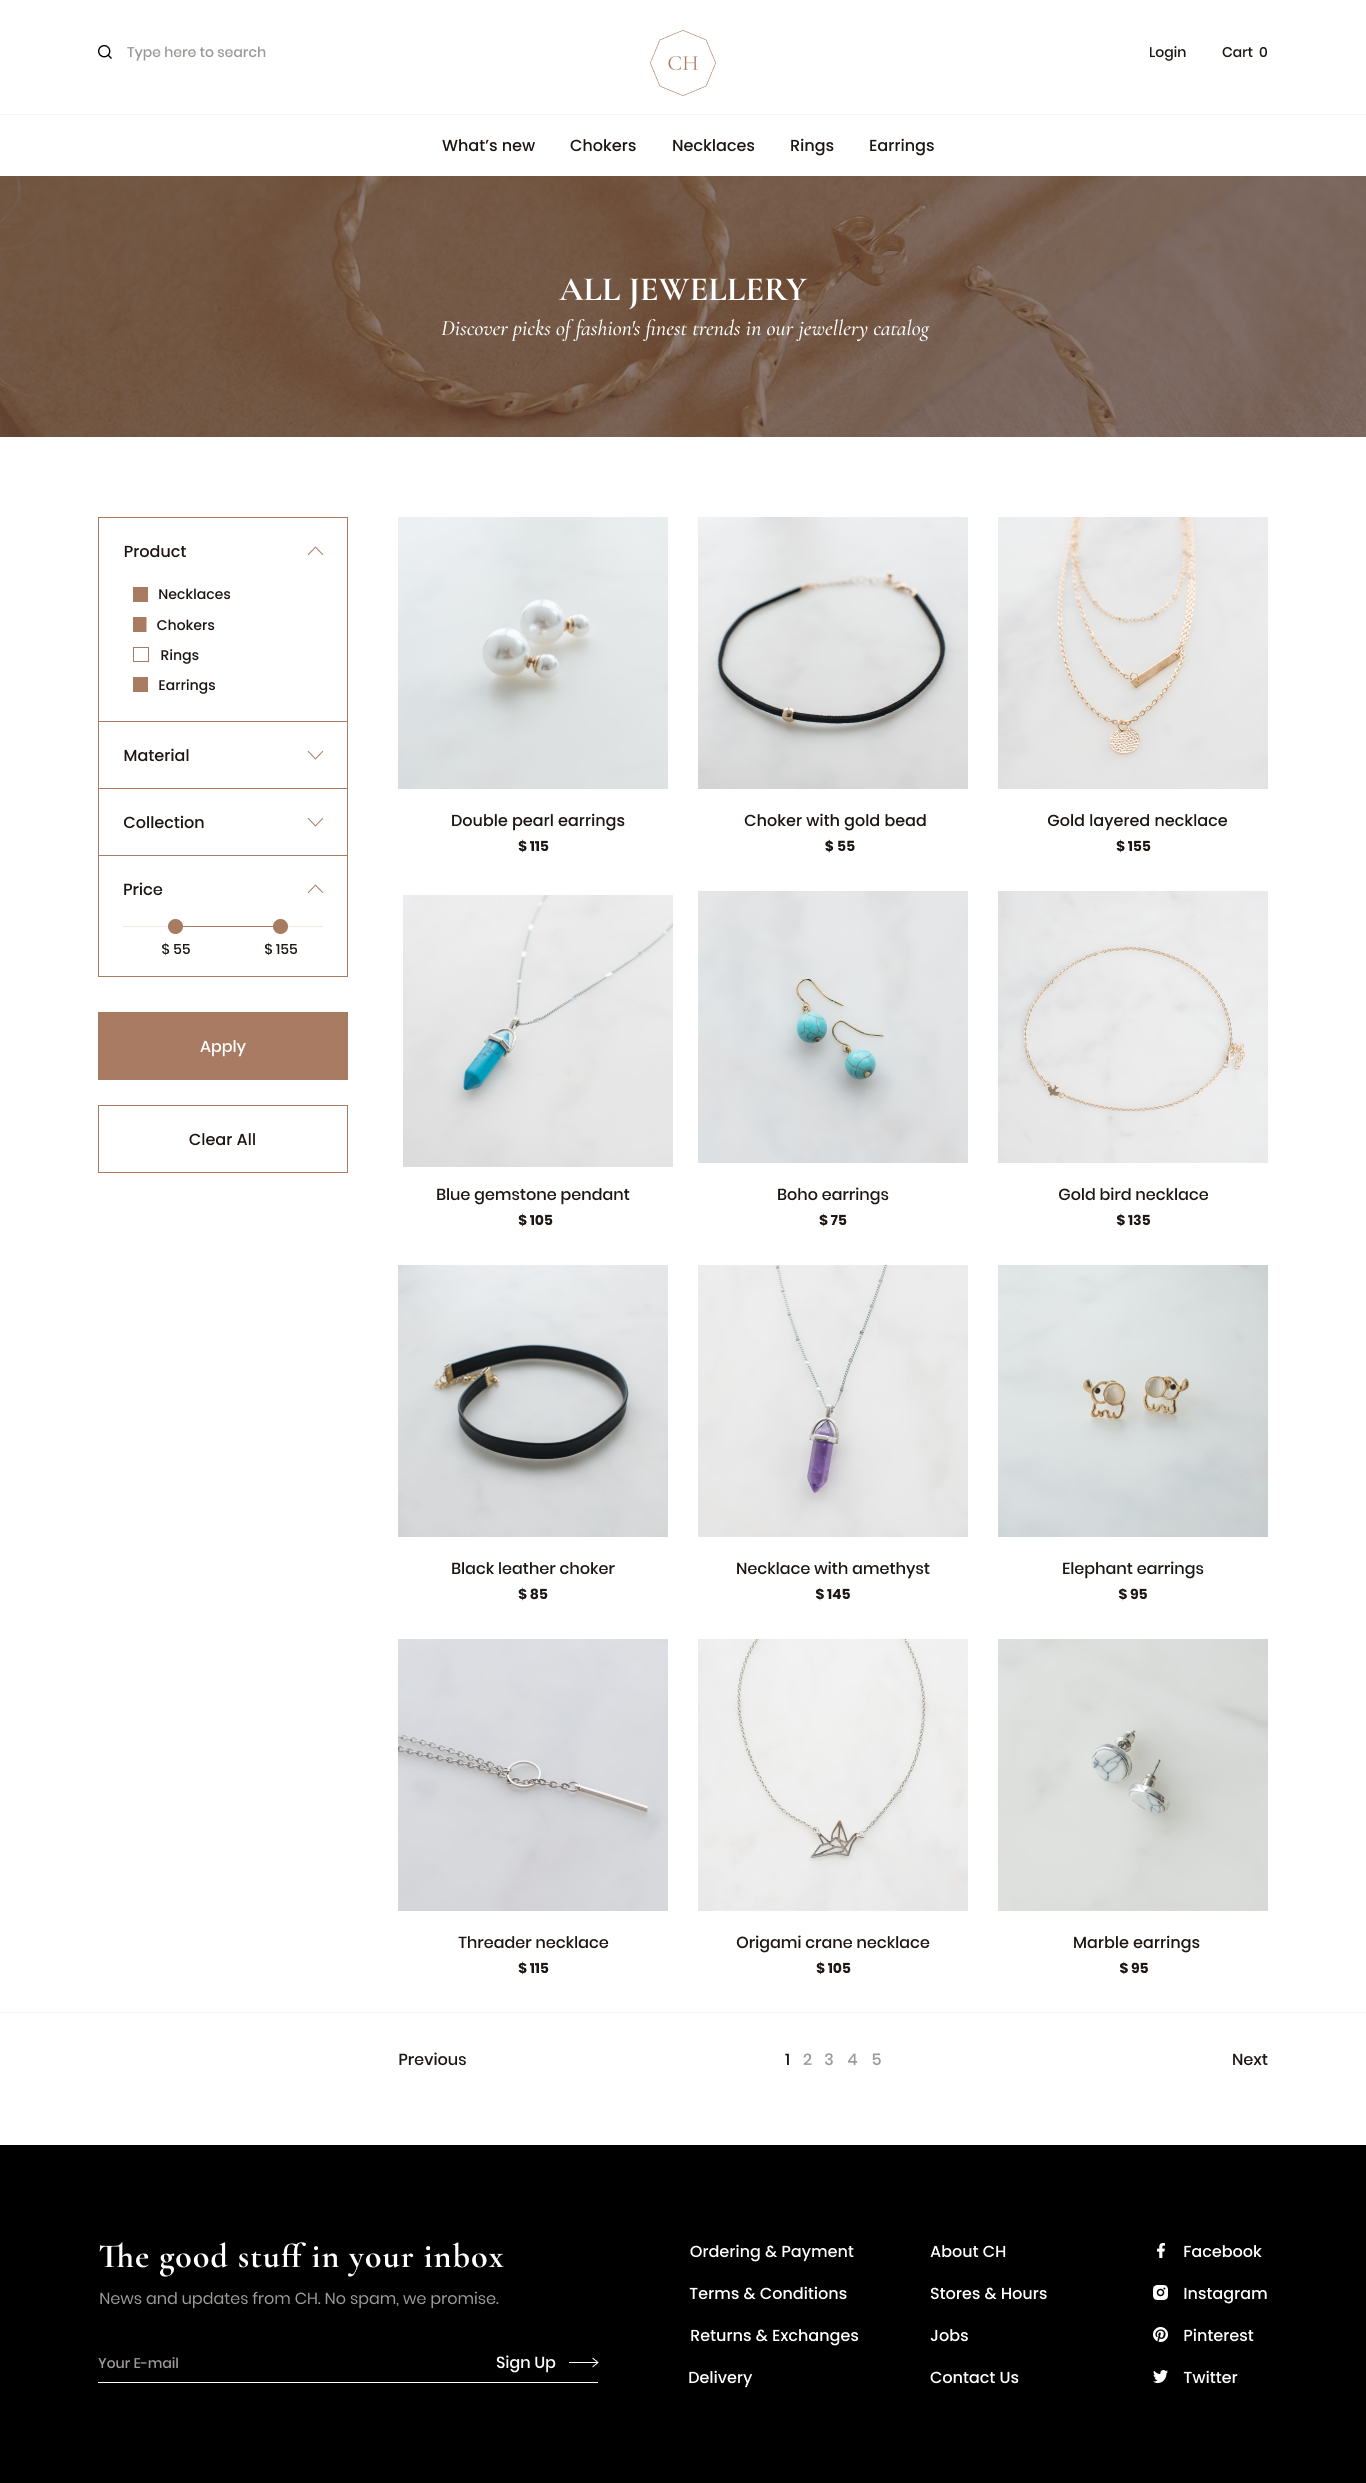 Type here to search
CH
Login Cart 0
What's new Chokers Necklaces Rings Earrings
ALL JEWELLERY
Discover picks of fashion's finest trends in our jewellery catalog
Product
Necklaces
Chokers
Rings
Earrings
Material
Collection
Price
$ 55 $ 155
Apply
Clear All
Double pearl earrings
$ 115
Choker with gold bead
$ 55
Gold layered necklace
$ 155
Blue gemstone pendant
$ 105
Boho earrings
$ 75
Gold bird necklace
$ 135
Black leather choker
$ 85
Necklace with amethyst
$ 145
Elephant earrings
$ 95
Threader necklace
$ 115
Origami crane necklace
$ 105
Marble earrings
$ 95
Previous 1 2 3 4 5 Next
The good stuff in your inbox
News and updates from CH. No spam, we promise.
Your E-mail Sign Up
Ordering & Payment
Terms & Conditions
Returns & Exchanges
Delivery
About CH
Stores & Hours
Jobs
Contact Us
Facebook
Instagram
Pinterest
Twitter